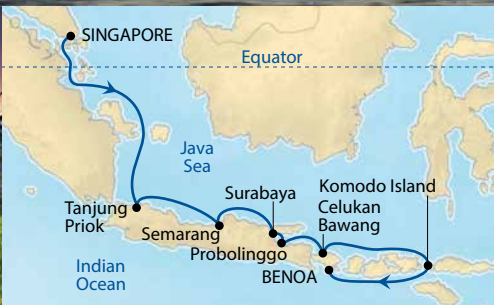 SINGAPORE
Equator
Java
Sea
Surabaya
Komodo Island
Celukan
Bawang
Tanjung
Priok
Semarang
Probolinggo
BENOA
Indian
Ocean